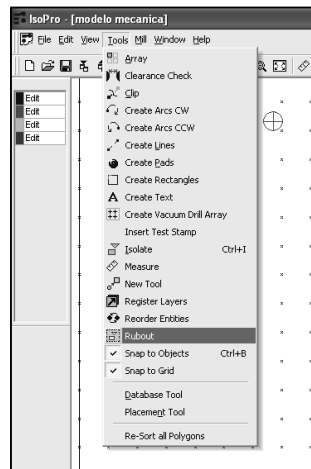 IsoPro - [modelo mecanica]
File Edit View Tools Mill Window Help
Array
Clearance Check
Clip
Create Arcs CW
Create Arcs CCW
Create Lines
Create Pads
Create Rectangles
Create Text
Create Vacuum Drill Array
Insert Test Stamp
Isolate Ctrl+I
Measure
New Tool
Register Layers
Reorder Entities
Rubout
Snap to Objects Ctrl+B
Snap to Grid
Database Tool
Placement Tool
Re-Sort all Polygons
Edit
Edit
Edit
Edit